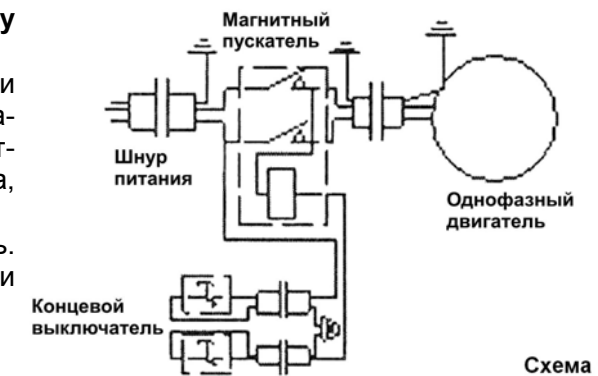 у
Магнитный
пускатель
и
а-
т-
а,
Шнур
питания
Однофазный
двигатель
ь.
и
Концевой
выключатель
Схема